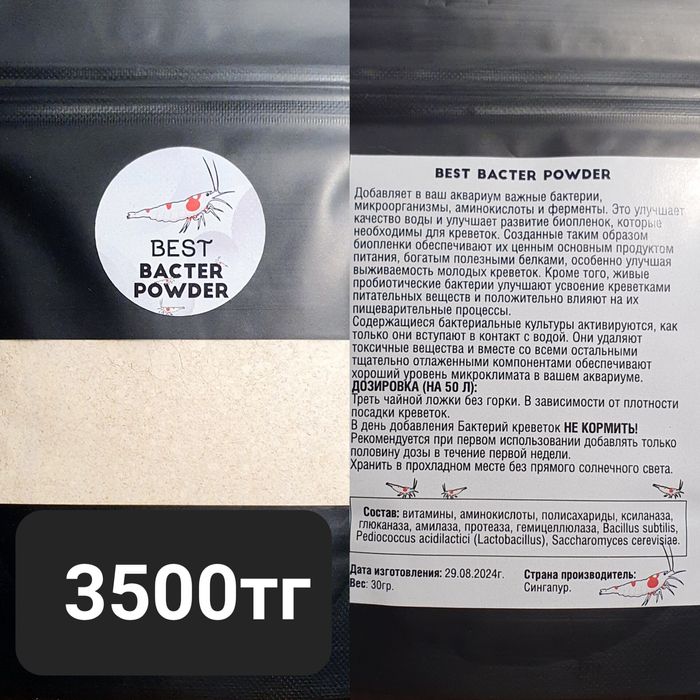 BEST
BACTER
POWDER
3500тг
BEST BACTER POWDER
Добавляет в ваш аквариум важные бактерии,
микроорганизмы, аминокислоты и ферменты. Это улучшает
качество воды и улучшает развитие биопленок, которые
необходимы для креветок. Созданные таким образом
биопленки обеспечивают их ценным основным продуктом
питания, богатым полезными белками, особенно улучшая
выживаемость молодых креветок. Кроме того, живые
пробиотические бактерии улучшают усвоение креветками
питательных веществ и положительно влияют на их
пищеварительные процессы.
Содержащиеся бактериальные культуры активируются, как
только они вступают в контакт с водой. Они удаляют
токсичные вещества и вместе со всеми остальными
тщательно отлаженными компонентами обеспечивают
хороший уровень микроклимата в вашем аквариуме.
ДОЗИРОВКА (НА 50 Л):
Треть чайной ложки без горки. В зависимости от плотности
посадки креветок.
В день добавления Бактерий креветок НЕ КОРМИТЬ!
Рекомендуется при первом использовании добавлять только
половину дозы в течение первой недели.
Хранить в прохладном месте без прямого солнечного света.
Состав: витамины, аминокислоты, полисахариды, ксиланаза,
глюканаза, амилаза, протеаза, гемицеллюлаза, Bacillus subtilis,
Pediococcus acidilactici (Lactobacillus), Saccharomyces cerevisiae.
Дата изготовления: 29.08.2024г.
Вес: 30гр.
Страна производитель:
Сингапур.